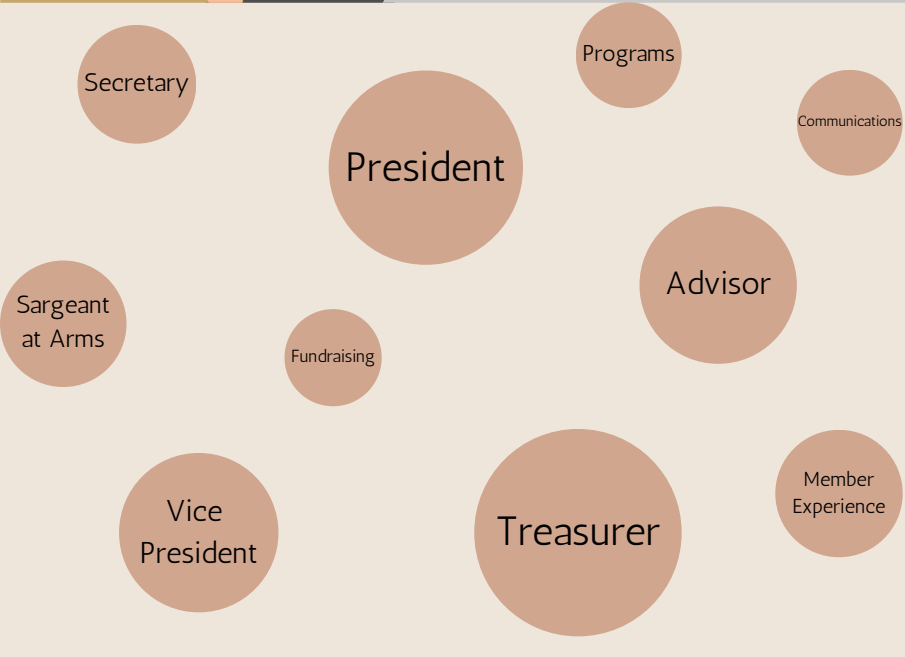 Programs
Secretary
Communications
President
Advisor
Sargeant
at Arms
Fundraising
Member
Experience
Vice
President
Treasurer